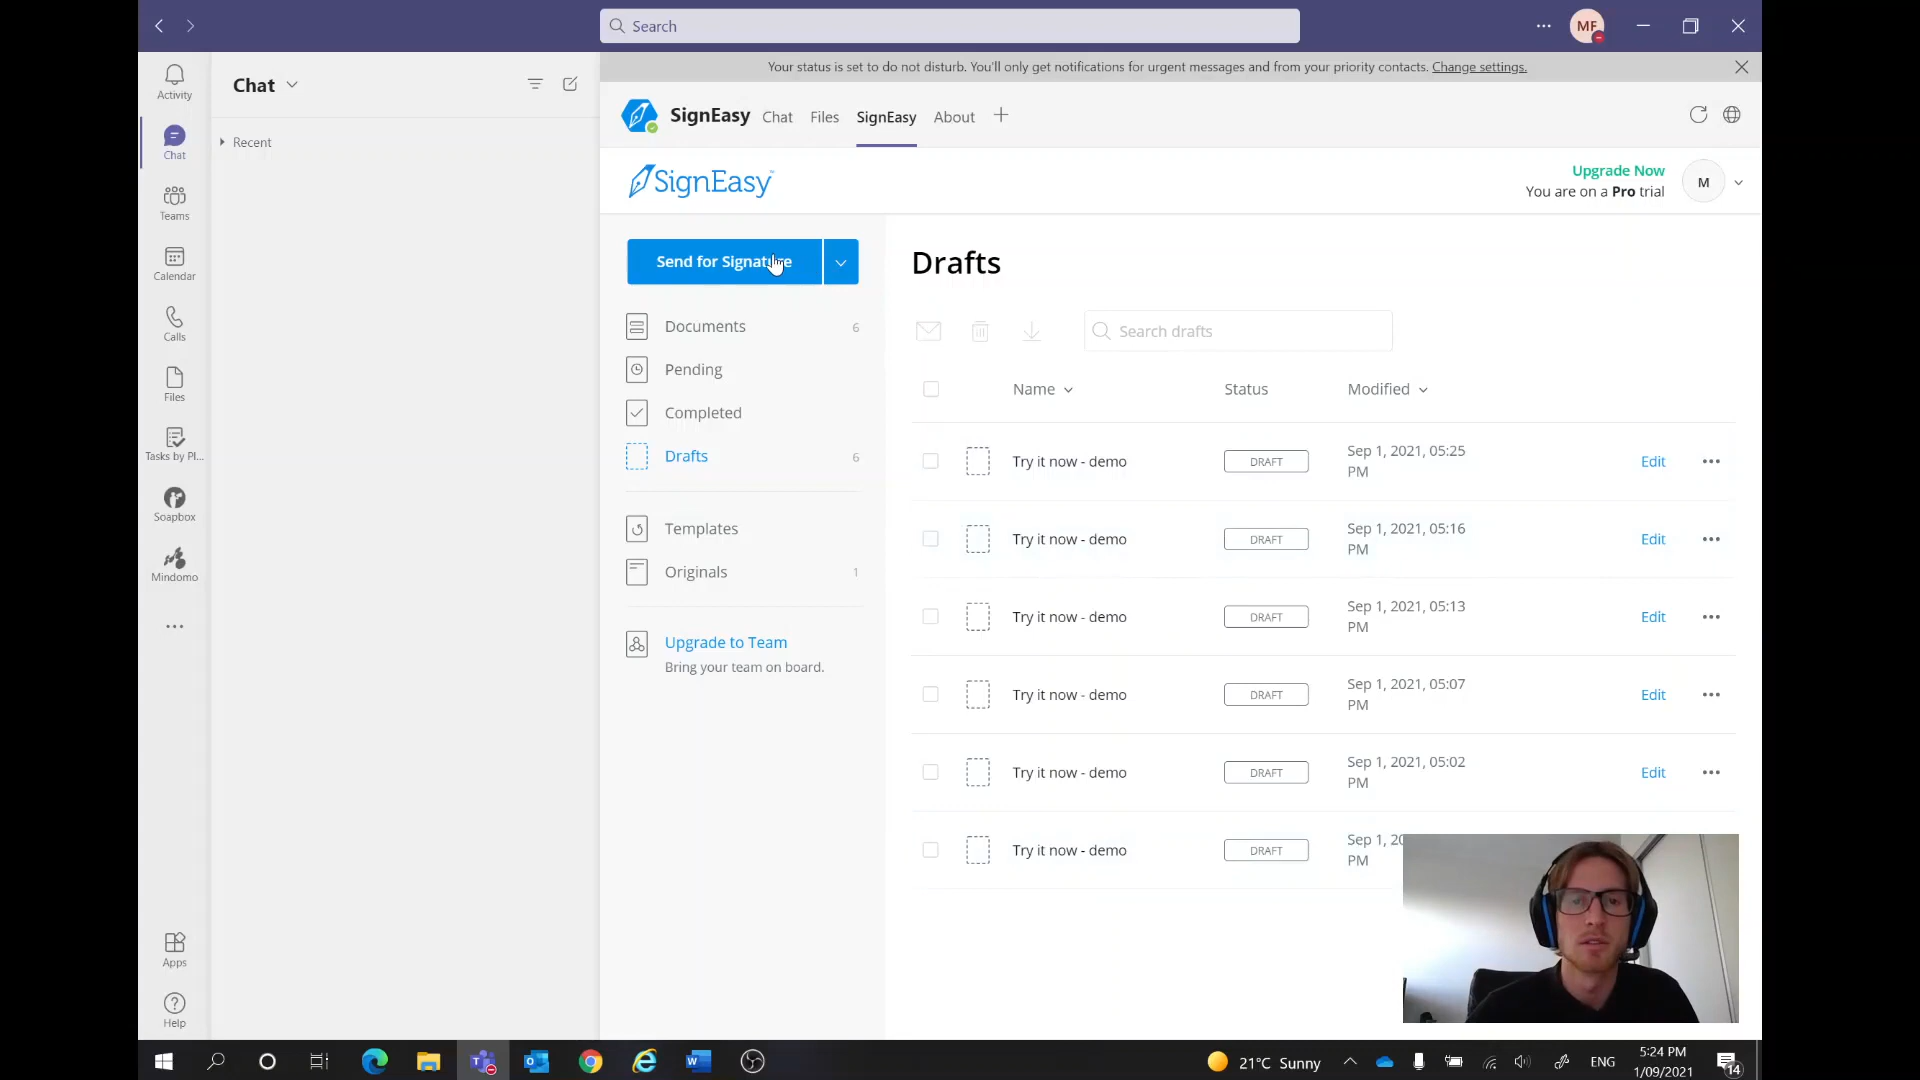 Search
MF
Your status is set to do not disturb. You'll only get notifications for urgent messages and from your priority contacts. Change settings.
Activity
Chat
Teams
Calendar
Calls
Files
Tasks by Pl...
Soapbox
Mindomo
Apps
Help
Chat
Recent
SignEasy Chat Files SignEasy About
SignEasy
Upgrade Now
You are on a Pro trial
M
Send for Signature
Documents 6
Pending
Completed
Drafts 6
Templates
Originals 1
Upgrade to Team
Bring your team on board.
Drafts
Search drafts
Name Status Modified
Try it now - demo DRAFT Sep 1, 2021, 05:25 PM Edit
Try it now - demo DRAFT Sep 1, 2021, 05:16 PM Edit
Try it now - demo DRAFT Sep 1, 2021, 05:13 PM Edit
Try it now - demo DRAFT Sep 1, 2021, 05:07 PM Edit
Try it now - demo DRAFT Sep 1, 2021, 05:02 PM Edit
Try it now - demo DRAFT Sep 1, PM
21°C Sunny
ENG
5:24 PM
1/09/2021
14